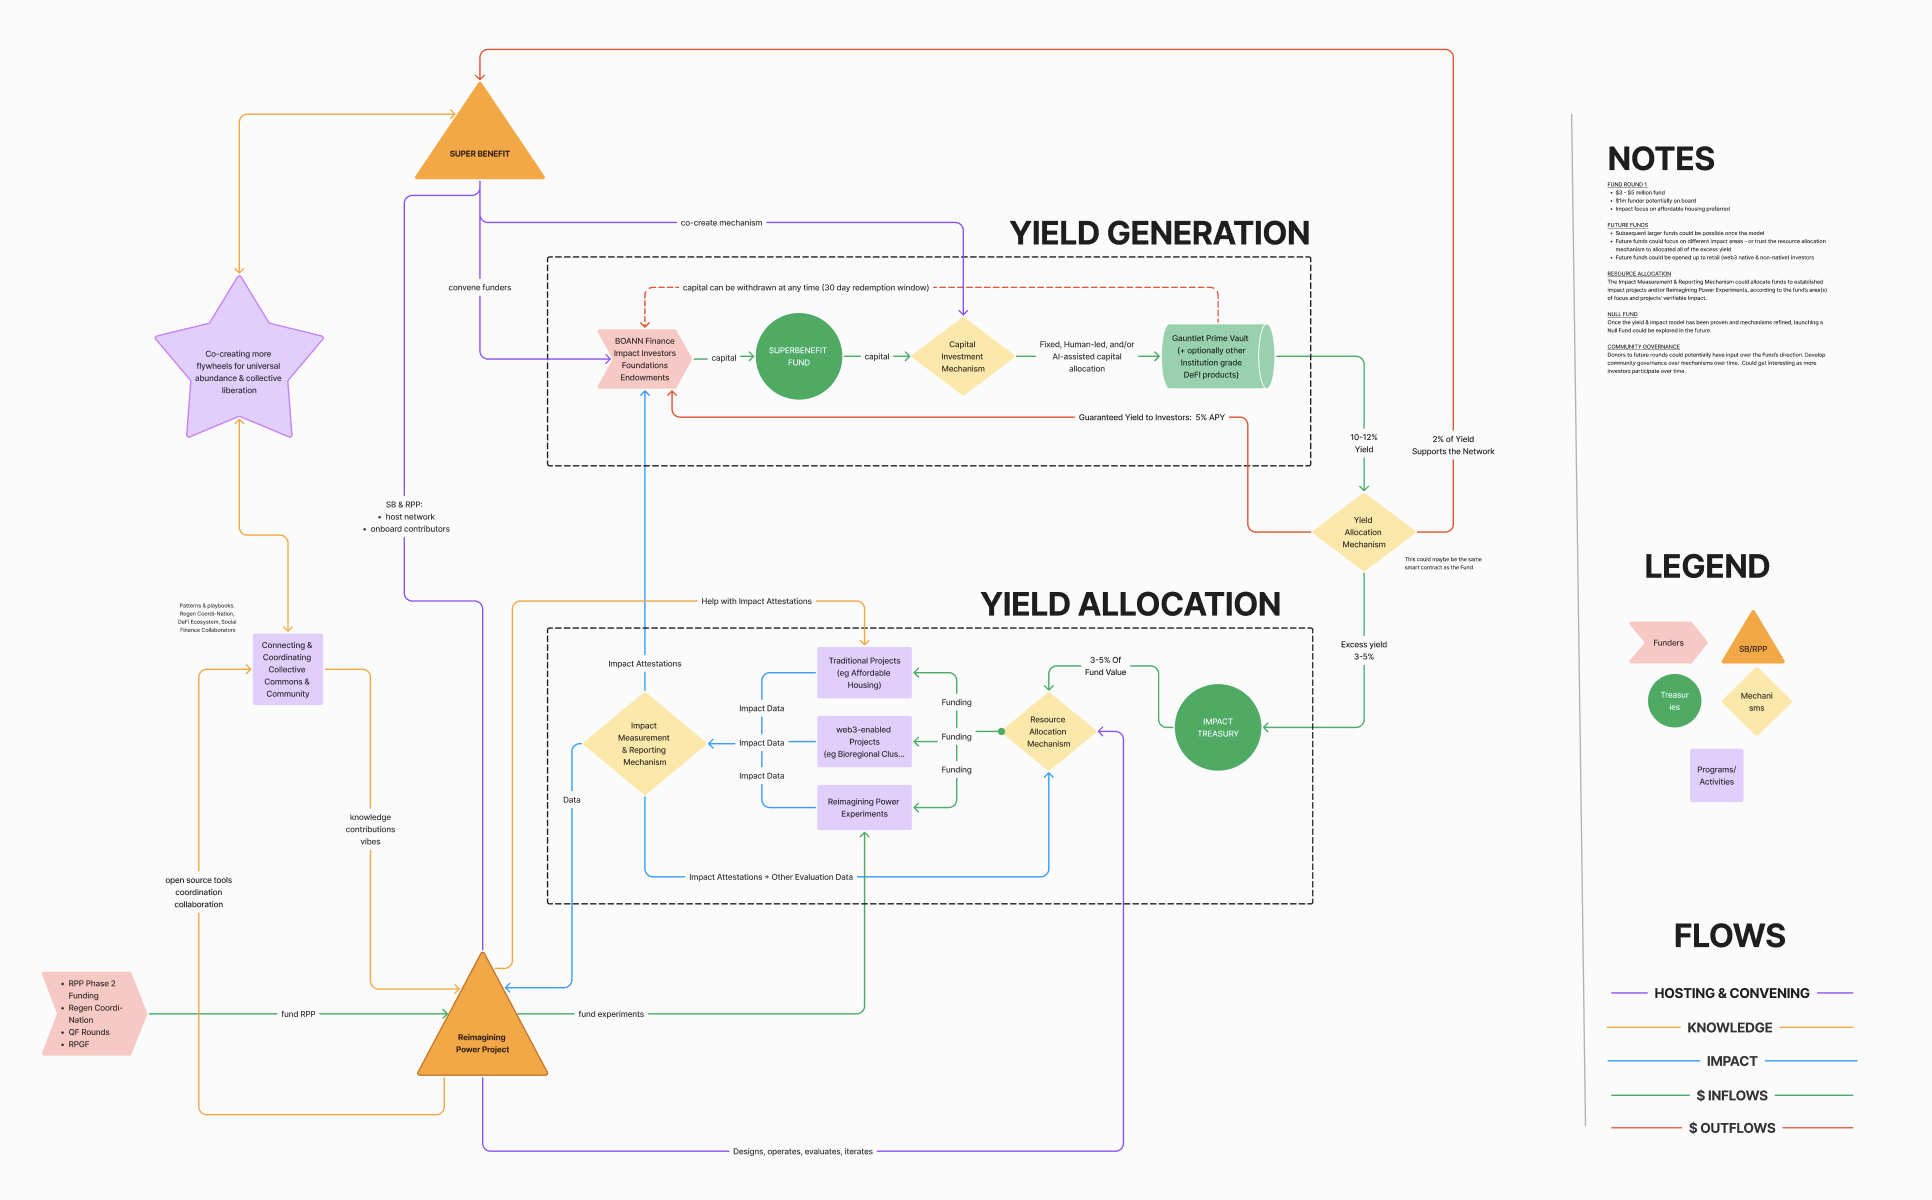 SUPER BENEFIT
co-create mechanism
convene funders
YIELD GENERATION
capital can be withdrawn at any time (30 day redemption window)
BOANN Finance
Impact Investors
Foundations
Endowments
capital
SUPERBENEFIT
FUND
capital
Capital
Investment
Mechanism
Fixed, Human-led, and/or
AI-assisted capital
allocation
Gauntlet Prime Vault
(+ optionally other
Institution grade
DeFI products)
Guaranteed Yield to Investors:  5% APY
10-12%
Yield
2% of Yield
Supports the Network
Yield
Allocation
Mechanism
This could maybe be the same
smart contract as the Fund
Co-creating more
flywheels for universal
abundance & collective
liberation
SB & RPP:
• host network
• onboard contributors
Patterns & playbooks.
Regen Coordi-Nation,
DeFi Ecosystem, Social
Finance Collaborators
Connecting &
Coordinating
Collective
Commons &
Community
Help with Impact Attestations
YIELD ALLOCATION
Excess yield
3-5%
Impact Attestations
Traditional Projects
(eg Affordable
Housing)
web3-enabled
Projects
(eg Bioregional Clus...
Reimagining Power
Experiments
Impact Data
Impact Data
Impact Data
Funding
Funding
Funding
3-5% Of
Fund Value
Resource
Allocation
Mechanism
IMPACT
TREASURY
Impact
Measurement
& Reporting
Mechanism
Data
Impact Attestations + Other Evaluation Data
knowledge
contributions
vibes
open source tools
coordination
collaboration
• RPP Phase 2
Funding
• Regen Coordi-
Nation
• QF Rounds
• RPGF
fund RPP
fund experiments
Reimagining
Power Project
Designs, operates, evaluates, iterates
NOTES
FUND ROUND 1
• $3 - $5 million fund
• $1m funder potentially on board
• Impact focus on affordable housing preferred
FUTURE FUNDS
• Subsequent larger funds could be possible once the model
• Future funds could focus on different impact areas - or trust the resource allocation
mechanism to allocated all of the excess yield
• Future funds could be opened up to retail (web3 native & non-native) investors
RESOURCE ALLOCATION
The Impact Measurement & Reporting Mechanism could allocate funds to established
impact projects and/or Reimagining Power Experiments, according to the fund's area(s)
of focus and projects' verifiable Impact.
NULL FUND
Once the yield & impact model has been proven and mechanisms refined, launching a
Null Fund could be explored in the future.
COMMUNITY GOVERNANCE
Donors to future rounds could potentially have input over the Fund's direction. Develop
community governance over mechanisms over time.  Could get interesting as more
investors participate over time.
LEGEND
Funders
SB/RPP
Treasur
ies
Mechani
sms
Programs/
Activities
FLOWS
HOSTING & CONVENING
KNOWLEDGE
IMPACT
$ INFLOWS
$ OUTFLOWS